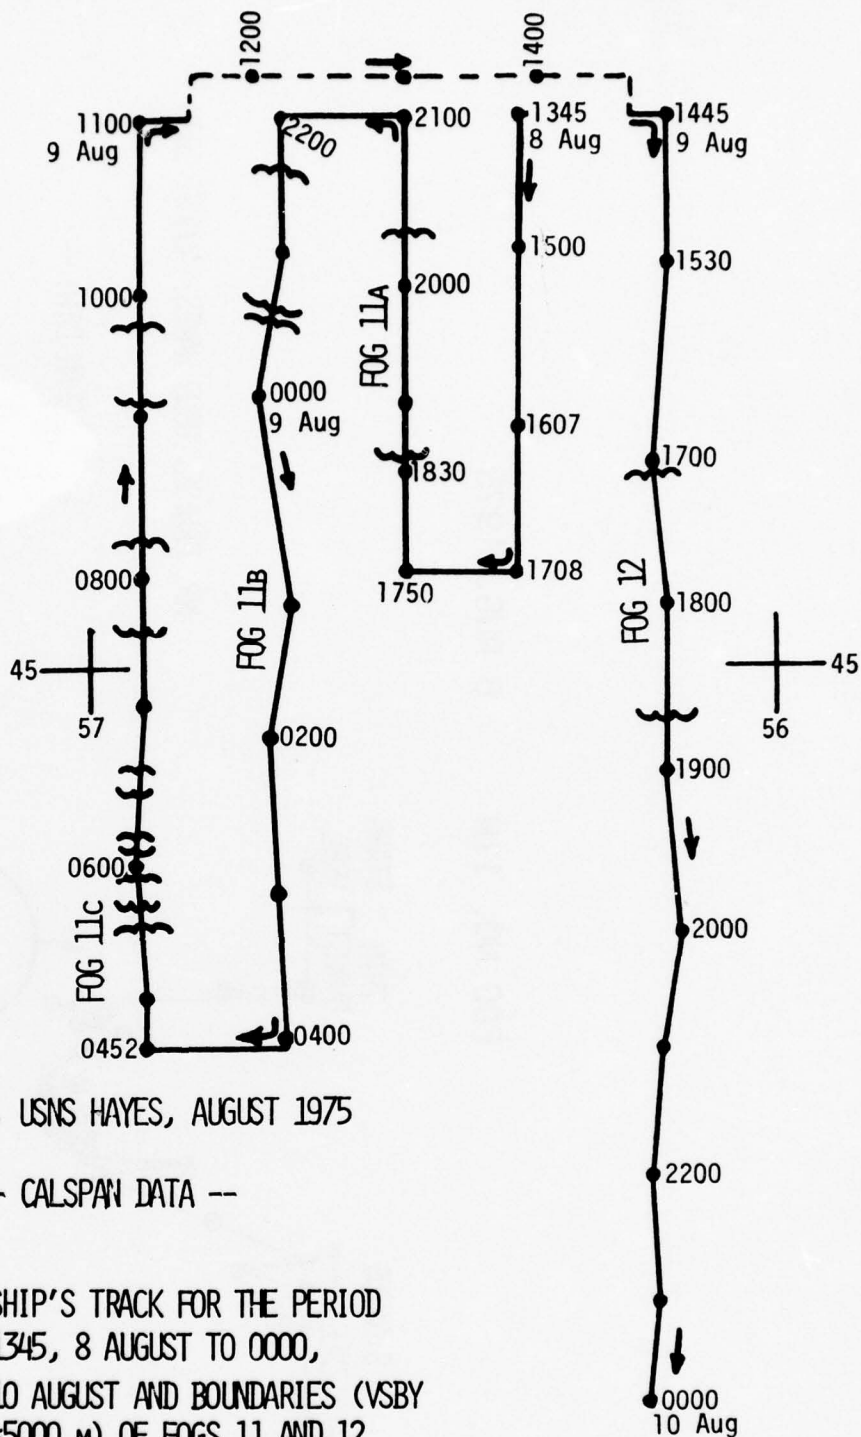 1200
1400
1100
9 Aug
2200
2100
1345
8 Aug
1445
9 Aug
1500
1530
1000
2000
FOG 11A
0000
9 Aug
1607
1700
1830
0800
1750
1708
FOG 12
1800
FOG 11B
45
57
45
56
0200
1900
0600
FOG 11C
2000
0452
0400
USNS HAYES, AUGUST 1975
- CALSPAN DATA --
2200
SHIP'S TRACK FOR THE PERIOD
1345, 8 AUGUST TO 0000,
10 AUGUST AND BOUNDARIES (VSBY
5000 M) OF FOGS 11 AND 12
0000
10 Aug